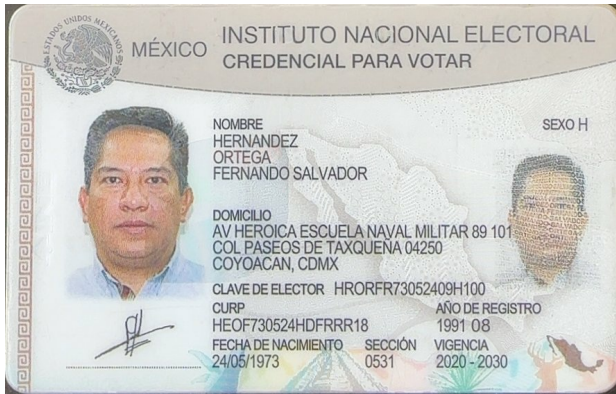 ESTADOS UNIDOS MEXICANOS
MÉXICO INSTITUTO NACIONAL ELECTORAL
CREDENCIAL PARA VOTAR
NOMBRE SEXO H
HERNANDEZ
ORTEGA
FERNANDO SALVADOR
DOMICILIO
AV HEROICA ESCUELA NAVAL MILITAR 89 101
COL PASEOS DE TAXQUEÑA 04250
COYOACAN, CDMX
CLAVE DE ELECTOR HRORFR73052409H100
CURP AÑO DE REGISTRO
HEOF730524HDFRRR18 1991 08
FECHA DE NACIMIENTO SECCIÓN VIGENCIA
24/05/1973 0531 2020 - 2030